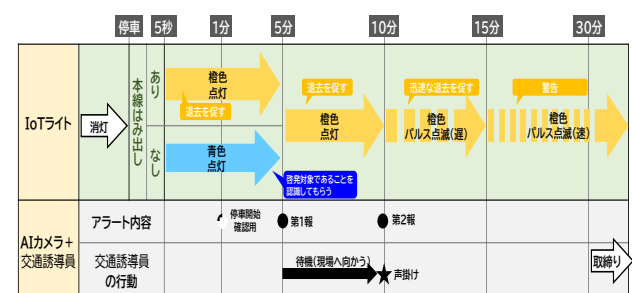 停車 5秒 1分 5分 10分 15分 30分
IoTライト
消灯
本線はみ出し
あり
なし
橙色
点灯
退去を促す
青色
点灯
啓発対象であることを
認識してもらう
退去を促す
橙色
点灯
迅速な退去を促す
橙色
パルス点滅(遅)
警告
橙色
パルス点滅(速)
AIカメラ+
交通誘導員
アラート内容
停車開始
確認用
第1報
第2報
交通誘導員
の行動
待機(現場へ向かう)
声掛け
取締り